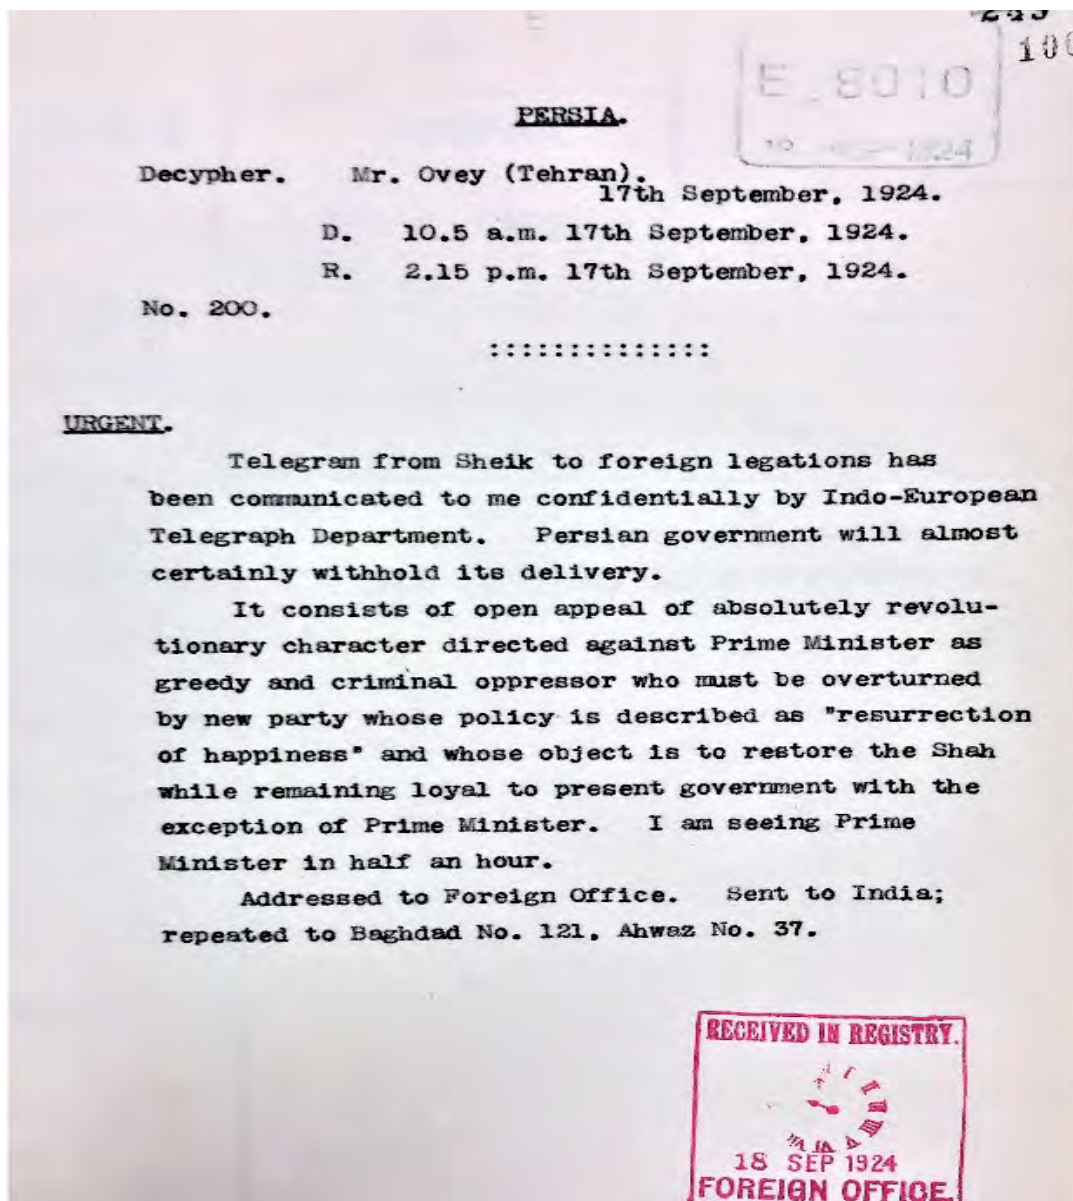 100
E 8010
1924
PERSIA.
Decypher. Mr. Ovey (Tehran).
17th September, 1924.
D. 10.5 a.m. 17th September, 1924.
R. 2.15 p.m. 17th September, 1924.
No. 200.
::::::::::::::
URGENT.
Telegram from Sheik to foreign legations has
been communicated to me confidentially by Indo-European
Telegraph Department. Persian government will almost
certainly withhold its delivery.
It consists of open appeal of absolutely revolu-
tionary character directed against Prime Minister as
greedy and criminal oppressor who must be overturned
by new party whose policy is described as "resurrection
of happiness" and whose object is to restore the Shah
while remaining loyal to present government with the
exception of Prime Minister. I am seeing Prime
Minister in half an hour.
Addressed to Foreign Office. Sent to India;
repeated to Baghdad No. 121, Ahwaz No. 37.
RECEIVED IN REGISTRY.
18 SEP 1924
FOREIGN OFFICE.